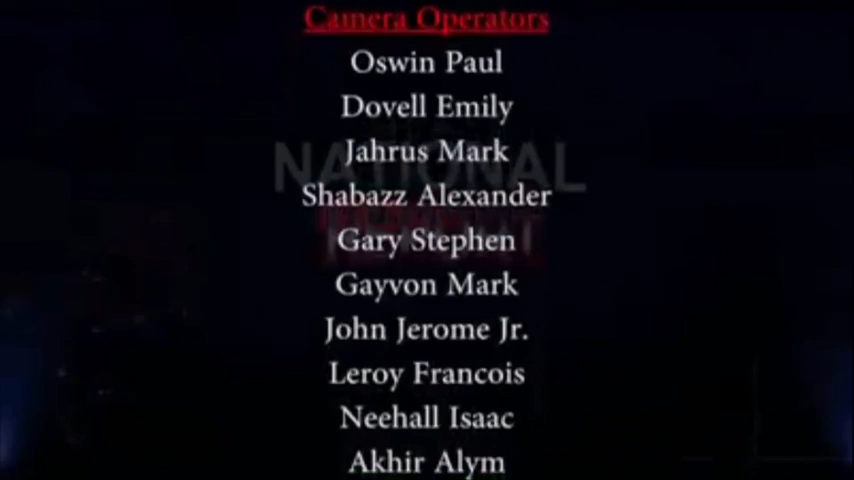 Camera Operators
Oswin Paul
Dovell Emily
Jahrus Mark
NATIONAL
Shabazz Alexander
Gary Stephen
Gayvon Mark
John Jerome Jr.
Leroy Francois
Neehall Isaac
Akhir Alym